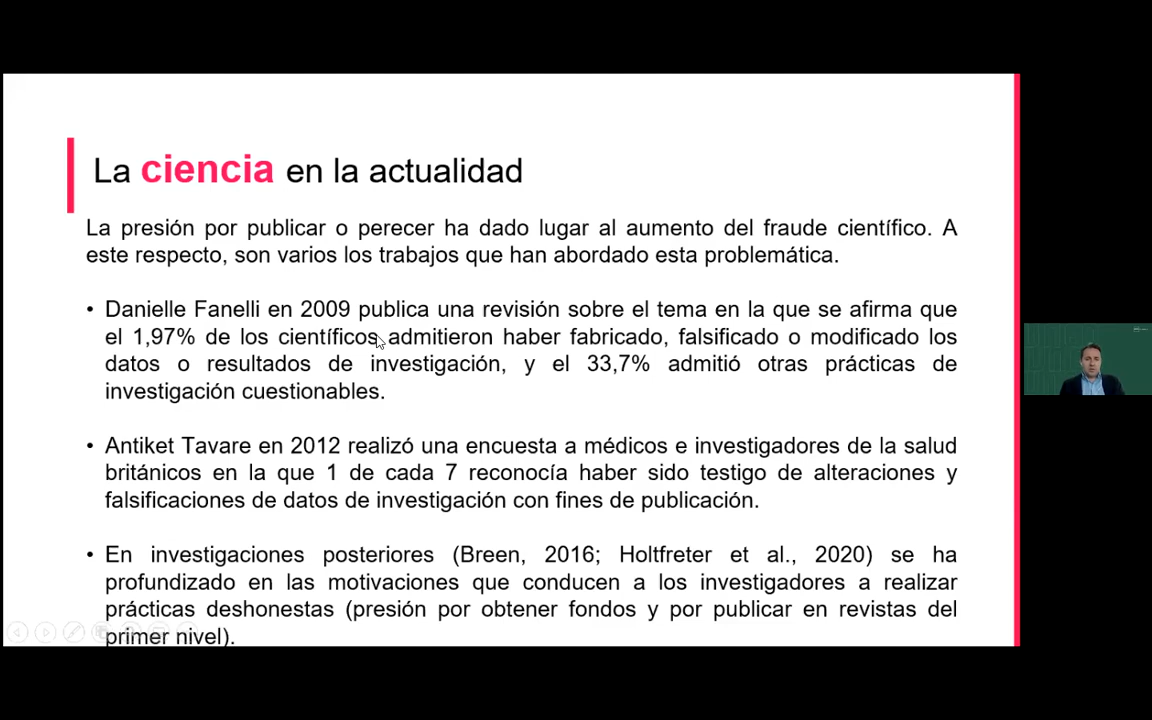 La ciencia en la actualidad
La presión por publicar o perecer ha dado lugar al aumento del fraude científico. A
este respecto, son varios los trabajos que han abordado esta problemática.
• Danielle Fanelli en 2009 publica una revisión sobre el tema en la que se afirma que
el 1,97% de los científicos admitieron haber fabricado, falsificado o modificado los
datos o resultados de investigación, y el 33,7% admitió otras prácticas de
investigación cuestionables.
• Antiket Tavare en 2012 realizó una encuesta a médicos e investigadores de la salud
británicos en la que 1 de cada 7 reconocía haber sido testigo de alteraciones y
falsificaciones de datos de investigación con fines de publicación.
• En investigaciones posteriores (Breen, 2016; Holtfreter et al., 2020) se ha
profundizado en las motivaciones que conducen a los investigadores a realizar
prácticas deshonestas (presión por obtener fondos y por publicar en revistas del
primer nivel).